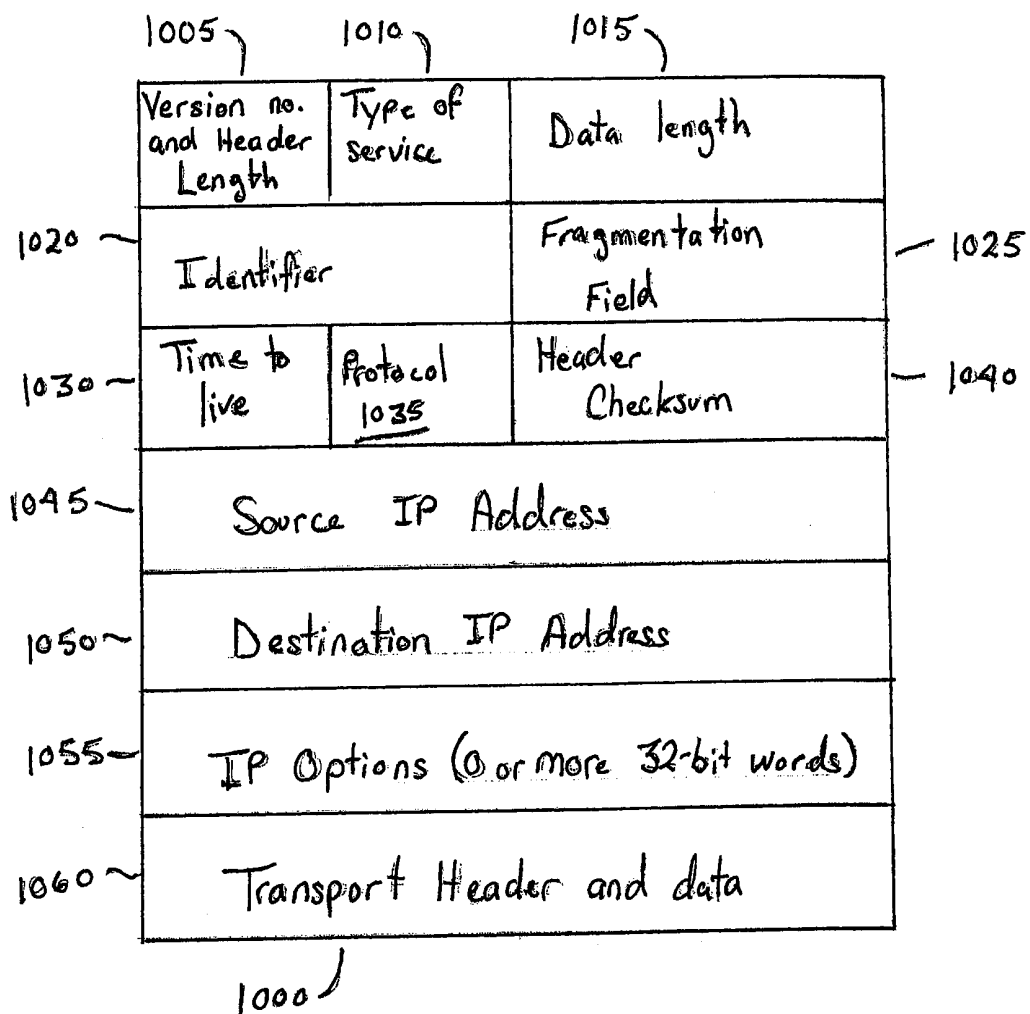 1005 1010 1015
Version no. and Header Length
Type of service
Data length
1020
Identifier
Fragmentation Field
1025
1030
Time to live
Protocol 1035
Header Checksum
1040
1045
Source IP Address
1050
Destination IP Address
1055
IP Options (0 or more 32-bit words)
1060
Transport Header and data
1000